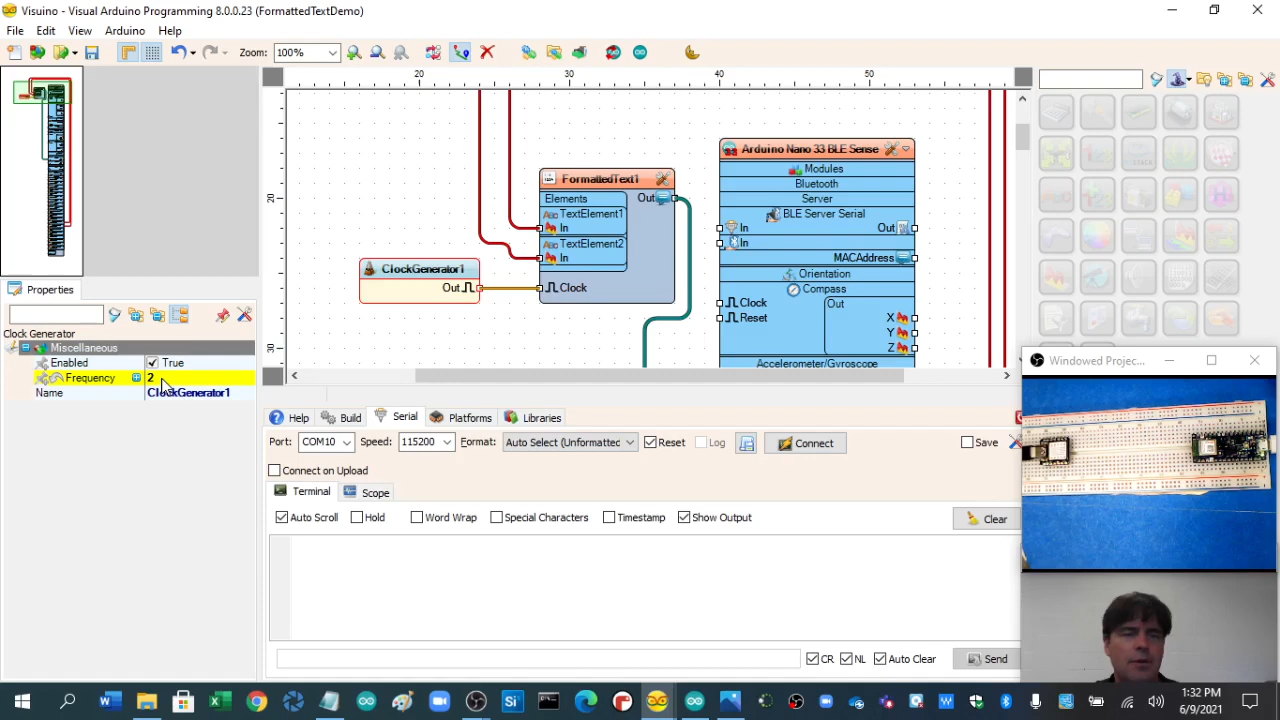 Visuino - Visual Arduino Programming 8.0.0.23 (FormattedTextDemo)
File Edit View Arduino Help
Zoom: 100%
20 30 40 50
20
30
FormattedText1
Elements Out
TextElement1
In
TextElement2
In
Clock
ClockGenerator1
Out
Arduino Nano 33 BLE Sense
Modules
Bluetooth
Server
BLE Server Serial
In Out
In
MACAddress
Orientation
Compass
Clock Out
Reset X
Y
Z
Accelerometer/Gyroscope
Properties
Clock Generator
Miscellaneous
Enabled True
Frequency 2
Name ClockGenerator1
Help Build Serial Platforms Libraries
Port: COM10 Speed: 115200 Format: Auto Select (Unformatted Reset Log Connect Save
Connect on Upload
Terminal Scope
Auto Scroll Hold Word Wrap Special Characters Timestamp Show Output Clear
CR NL Auto Clear Send
Windowed Projec...
1:32 PM
6/9/2021